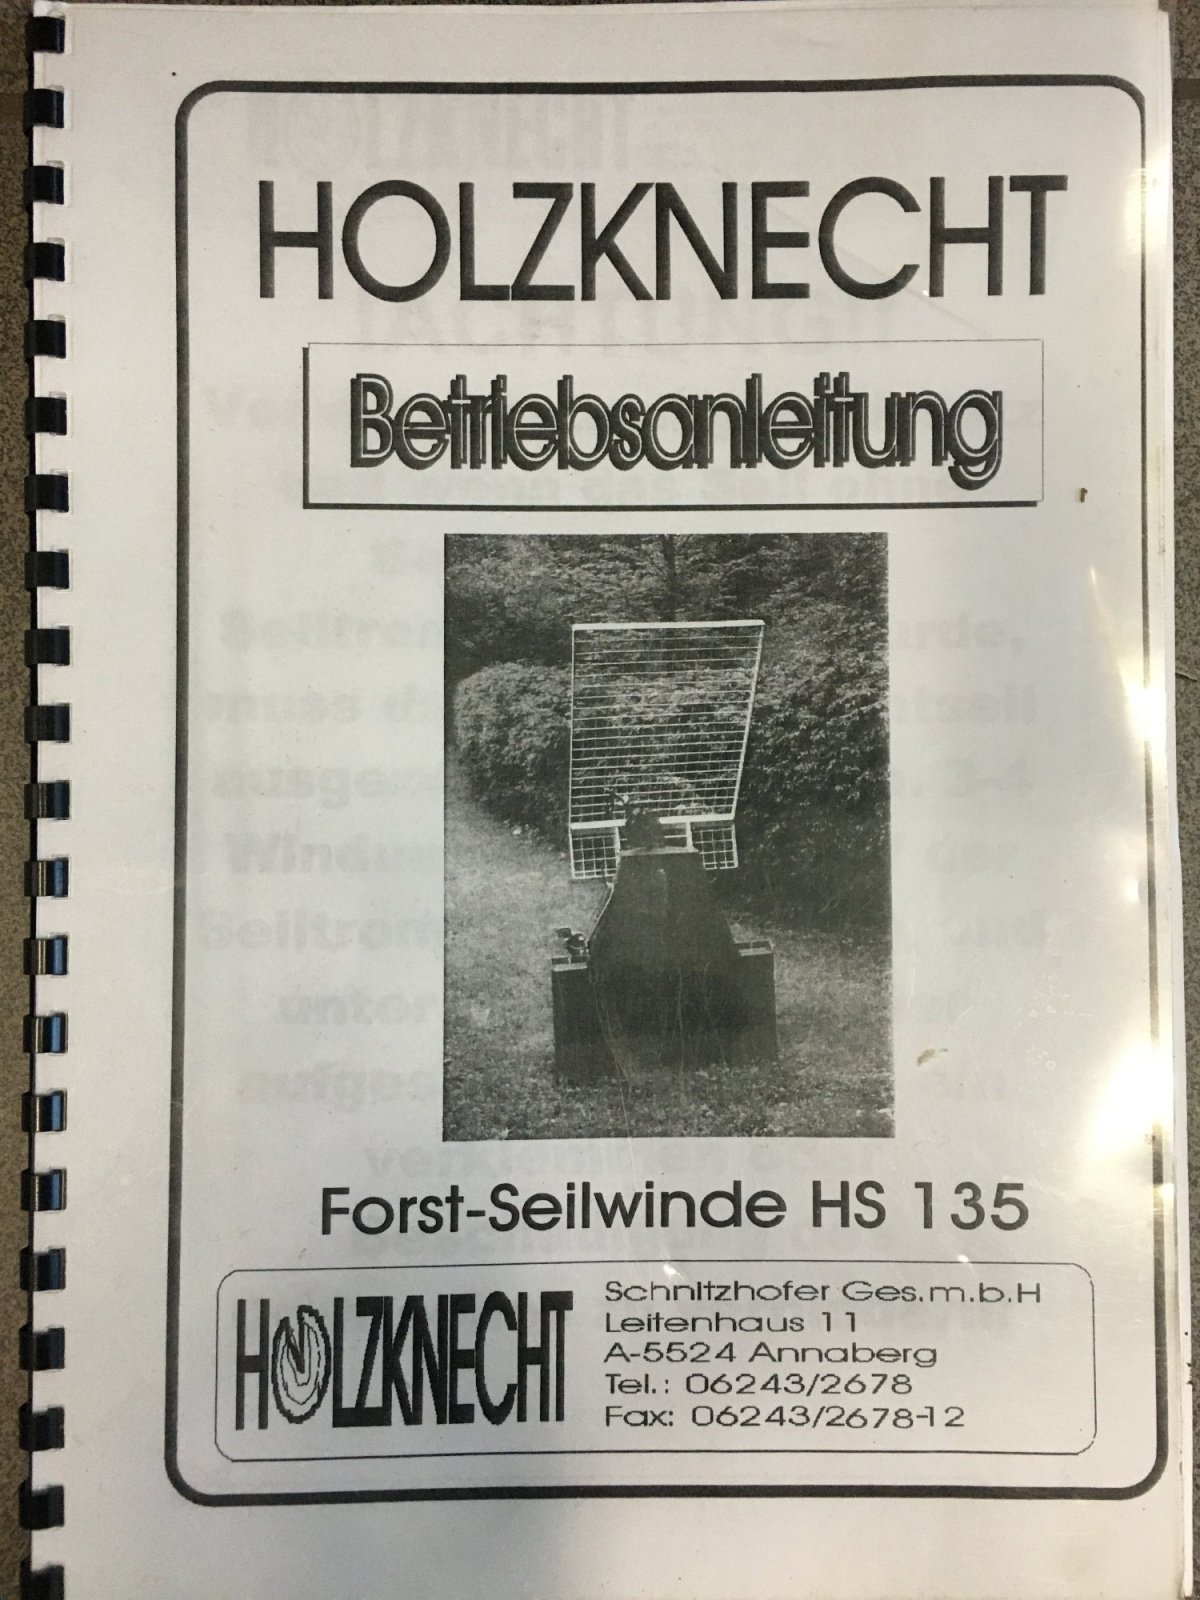 HOLZKNECHT
Betriebsanleitung
Forst-Seilwinde HS 135
HOLZKNECHT
Schnitzhofer Ges.m.b.H
Leitenhaus 11
A-5524 Annaberg
Tel.: 06243/2678
Fax: 06243/2678-12